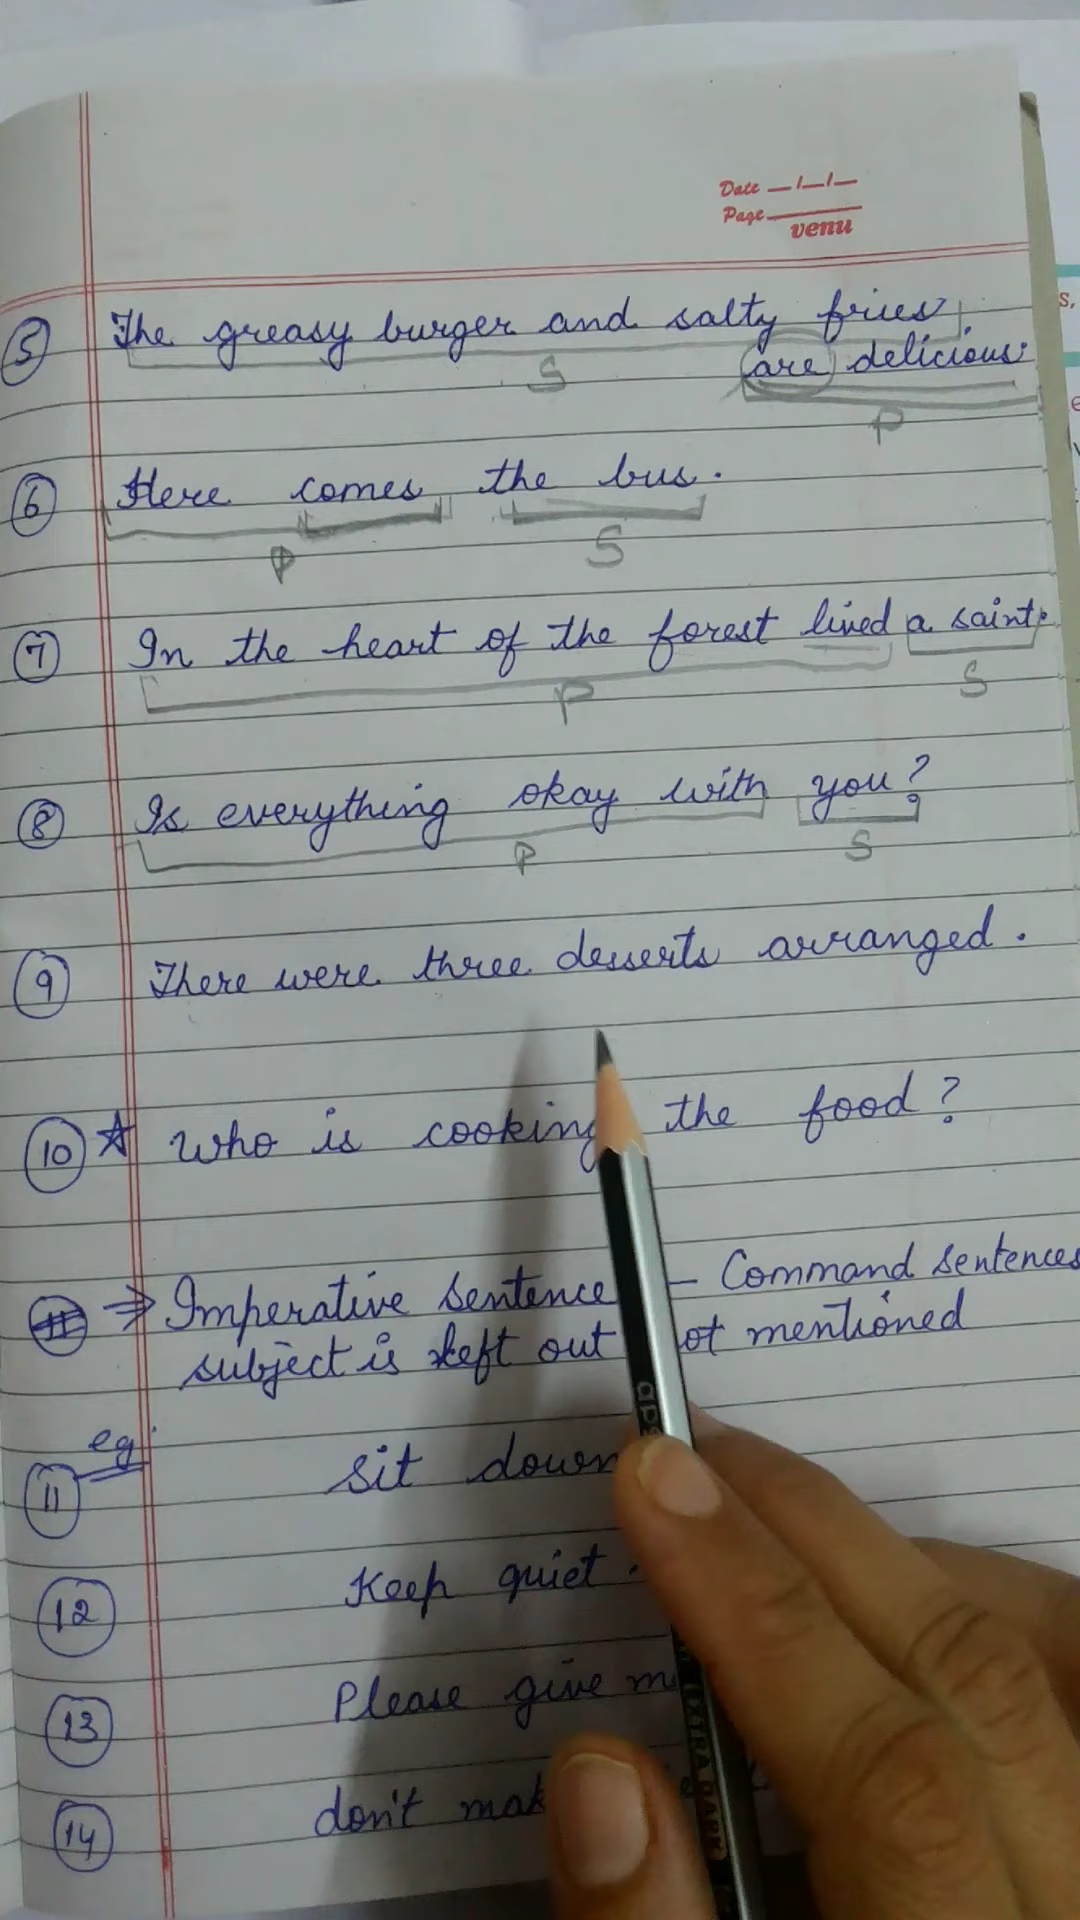 Date _/_/_
Page
venu
5 The greasy burger and salty fries
are delicious.
S
P
6 Here comes the bus.
P S
7 In the heart of the forest lived a saint.
P S
8 Is everything okay with you?
P S
9 There were three desserts arranged.
10 ☆ Who is cooking the food?
11 ⇒ Imperative sentence – Command sentences
subject is left out mentioned
eg:
11 sit down
12 Keep quiet.
13 Please give
14 don't
s,
e